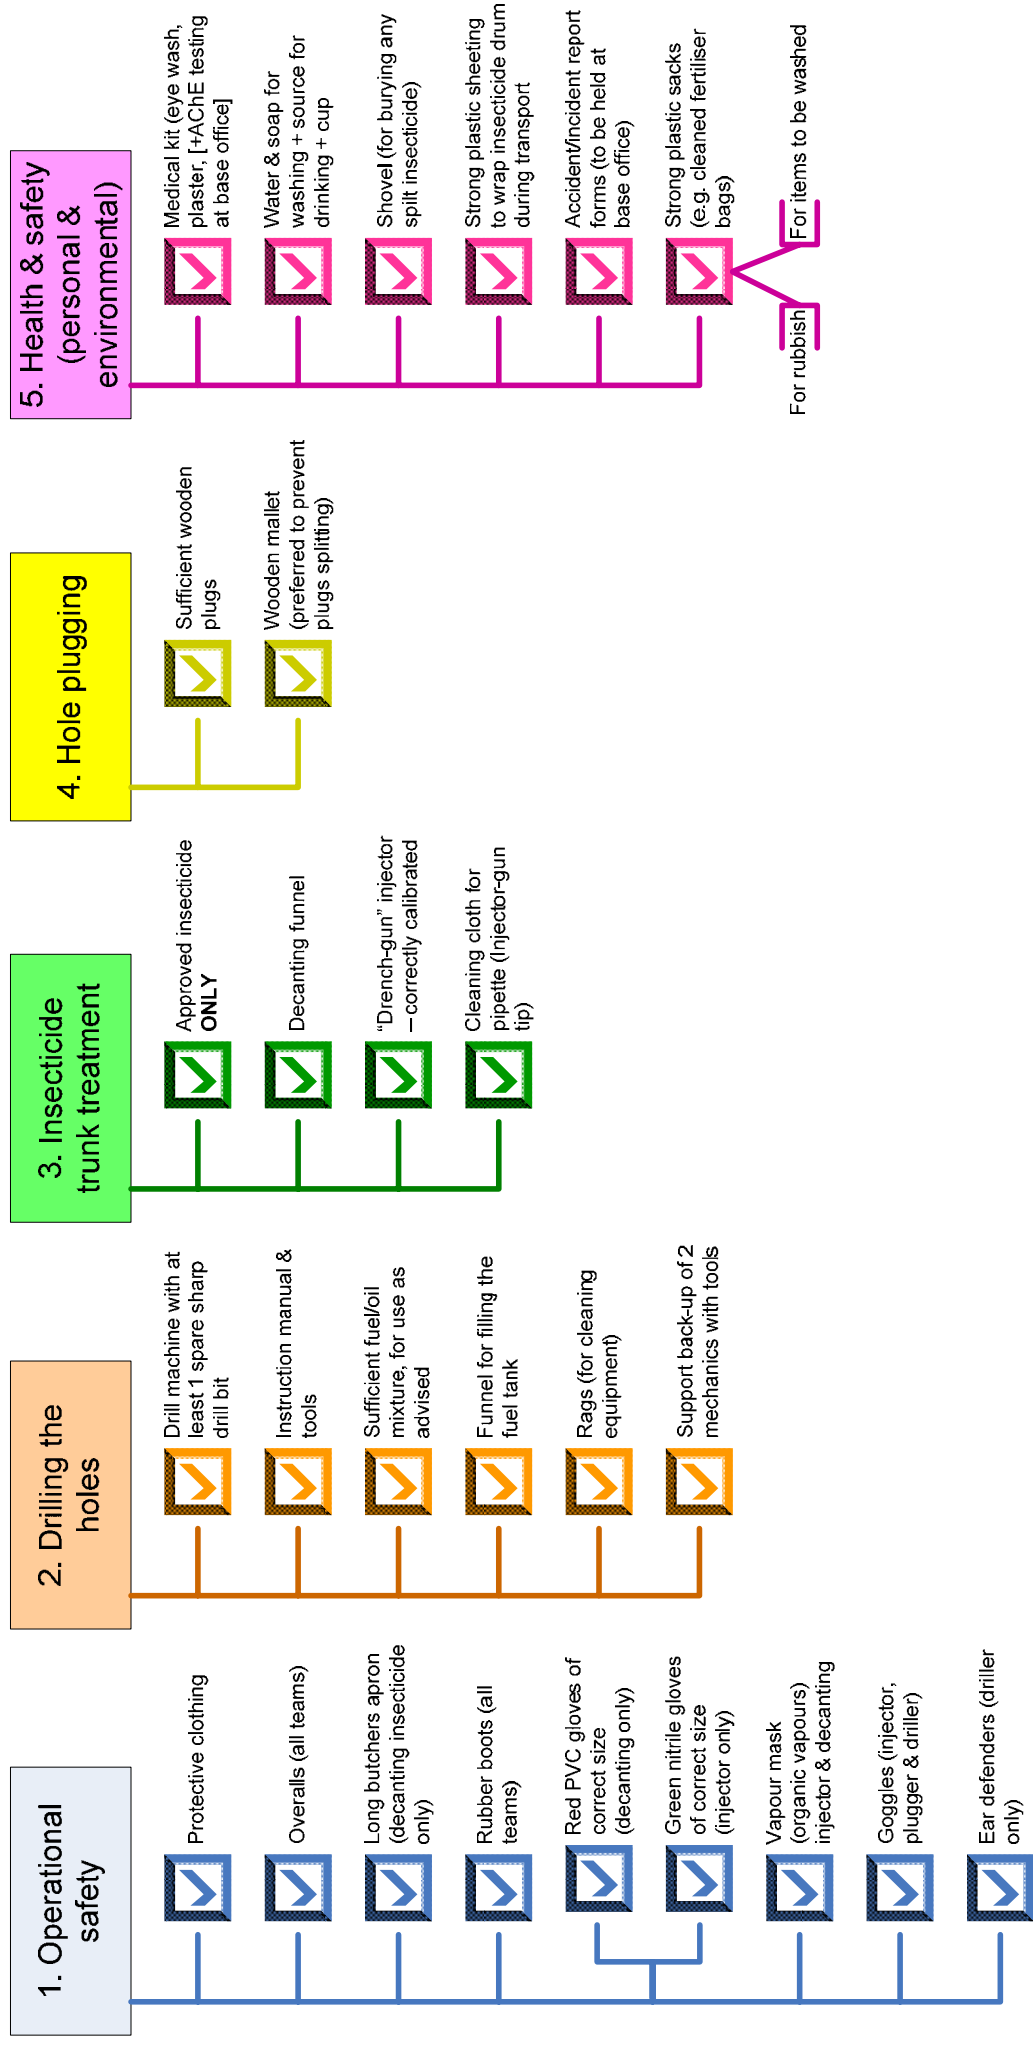 1. Operational
safety
Protective clothing
Overalls (all teams)
Long butchers apron
(decanting insecticide
only)
Rubber boots (all
teams)
Red PVC gloves of
correct size
(decanting only)
Green nitrile gloves
of correct size
(injector only)
Vapour mask
(organic vapours)
injector & decanting
Goggles (injector,
plugger & driller)
Ear defenders (driller
only)
2. Drilling the
holes
Drill machine with at
least 1 spare sharp
drill bit
Instruction manual &
tools
Sufficient fuel/oil
mixture, for use as
advised
Funnel for filling the
fuel tank
Rags (for cleaning
equipment)
Support back-up of 2
mechanics with tools
3. Insecticide
trunk treatment
Approved insecticide
ONLY
Decanting funnel
“Drench-gun” injector
–correctly calibrated
Cleaning cloth for
pipette (Injector-gun
tip)
4. Hole plugging
Sufficient wooden
plugs
Wooden mallet
(preferred to prevent
plugs splitting)
5. Health & safety
(personal &
environmental)
Medical kit (eye wash,
plaster, [+AChE testing
at base office]
Water & soap for
washing + source for
drinking + cup
Shovel (for burying any
spilt insecticide)
Strong plastic sheeting
to wrap insecticide drum
during transport
Accident/incident report
forms (to be held at
base office)
Strong plastic sacks
(e.g. cleaned fertiliser
bags)
For rubbish
For items to be washed